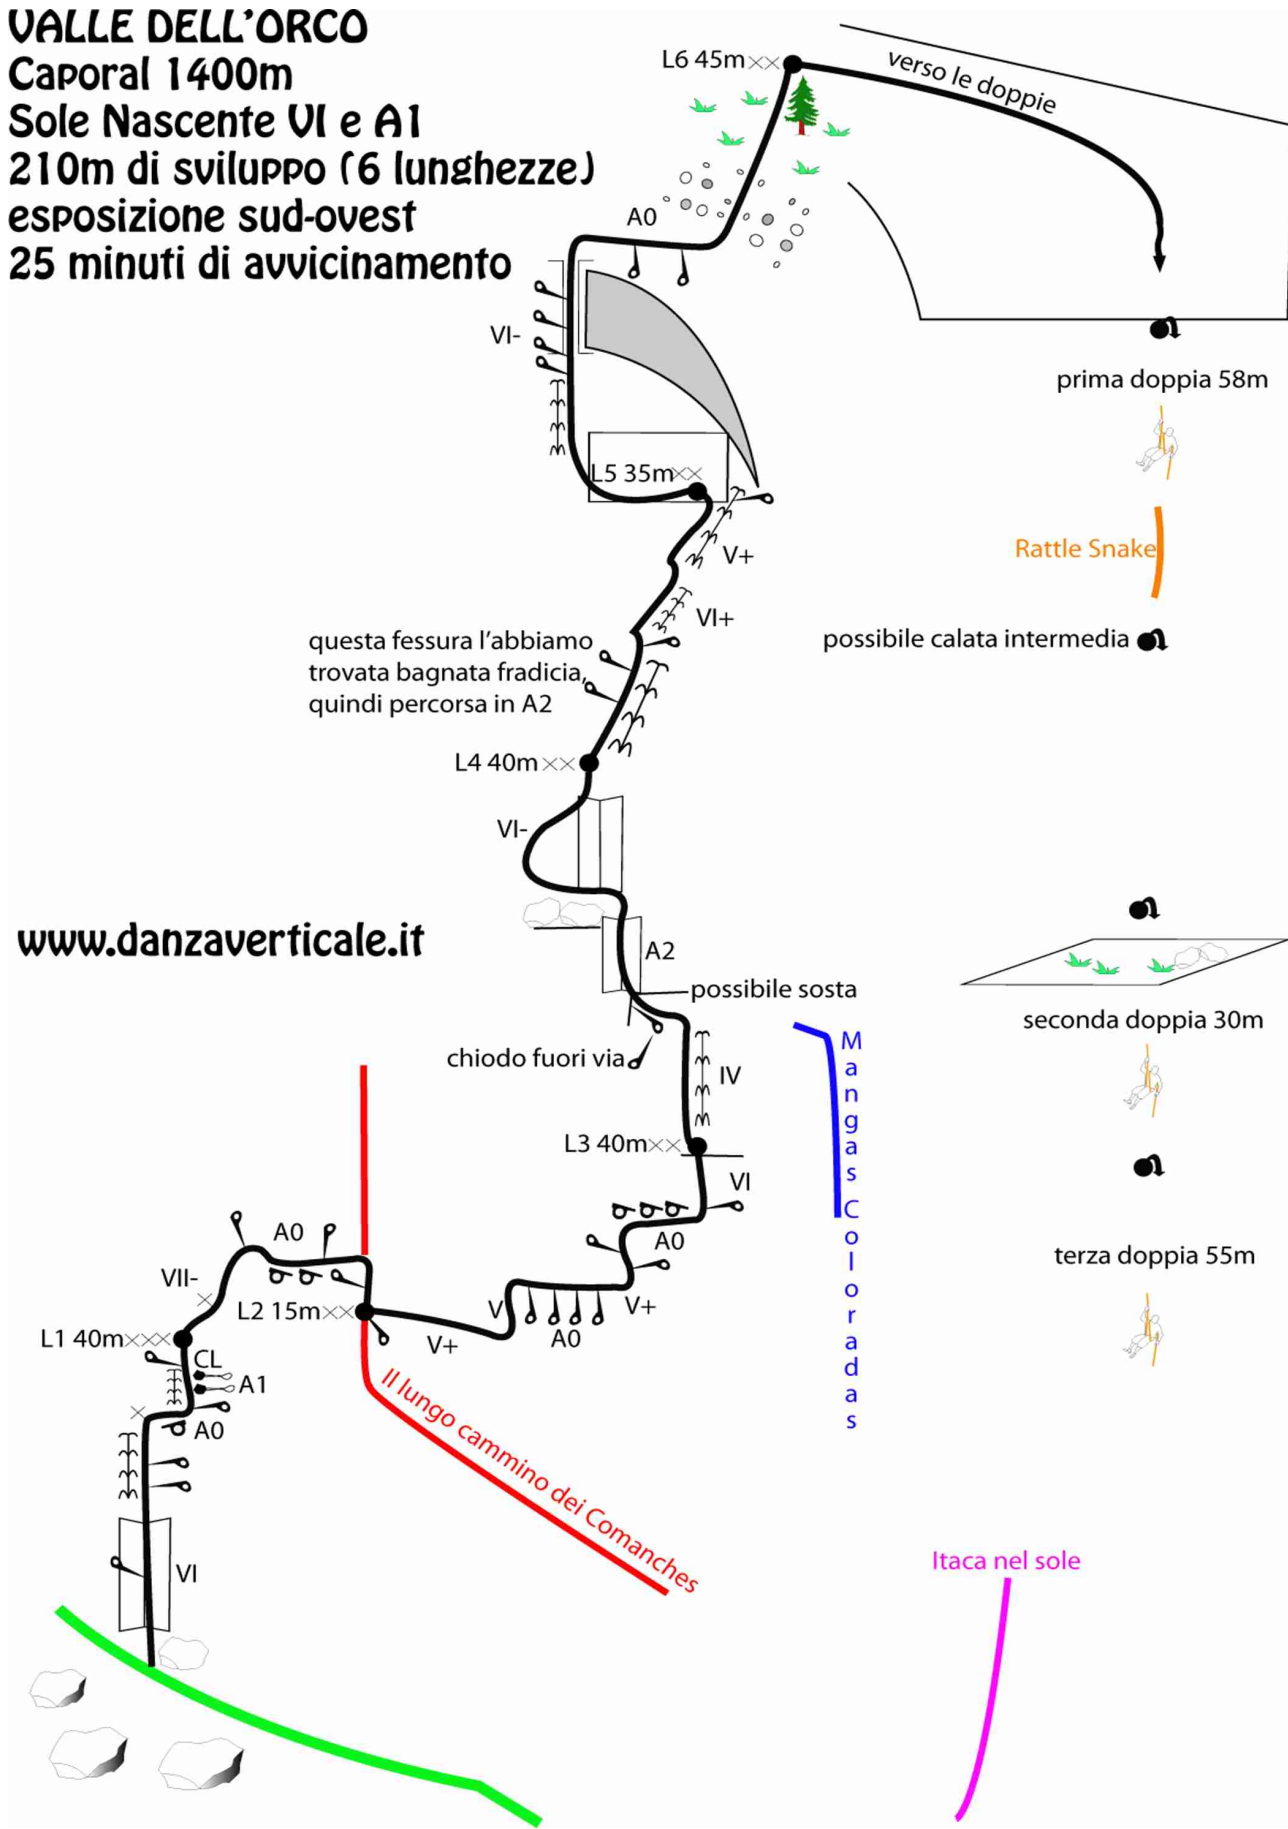 VALLE DELL'ORCO
Caporal 1400m
Sole Nascente VI e A1
210m di sviluppo (6 lunghezze)
esposizione sud-ovest
25 minuti di avvicinamento
L6 45m
verso le doppie
A0
VI-
prima doppia 58m
L5 35m
V+
Rattle Snake
VI+
questa fessura l'abbiamo
trovata bagnata fradicia,
quindi percorsa in A2
possibile calata intermedia
L4 40m
VI-
www.danzaverticale.it
A2
possibile sosta
seconda doppia 30m
chiodo fuori via
IV
Mangas Coloradas
L3 40m
VI
A0
A0
terza doppia 55m
VII-
L2 15m
V
V+
L1 40m
V+
A0
CL
A1
A0
Il lungo cammino dei Comanches
VI
Itaca nel sole